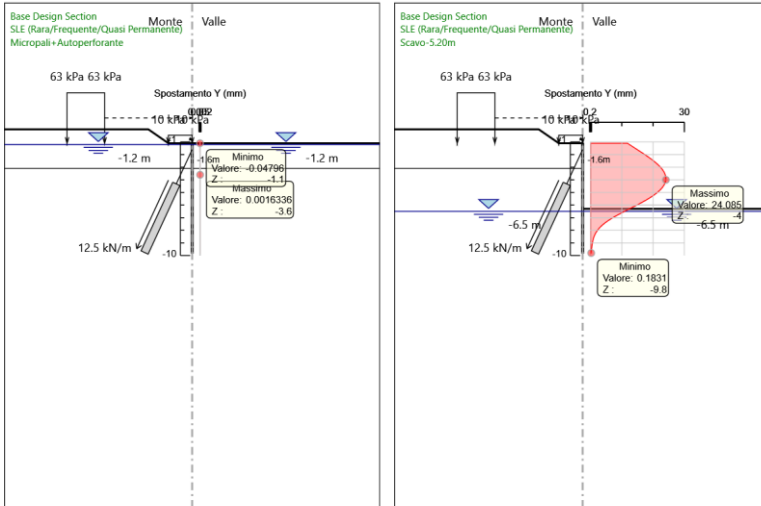 Base Design Section
SLE (Rara/Frequente/Quasi Permanente)
Micropali+Autoperforante
Monte
Valle
63 kPa 63 kPa
Spostamento Y (mm)
10 kPa
-1.2 m
-1.6m
-1.2 m
Minimo
Valore: -0.04796
Z : -1.1
Massimo
Valore: 0.0016336
Z : -3.6
12.5 kN/m
-10
Base Design Section
SLE (Rara/Frequente/Quasi Permanente)
Scavo-5.20m
Monte
Valle
63 kPa 63 kPa
Spostamento Y (mm)
0.2
30
10 kPa
-1.6m
Massimo
Valore: 24.085
Z : -4
-6.5 m
-6.5 m
12.5 kN/m
-10
Minimo
Valore: 0.1831
Z : -9.8